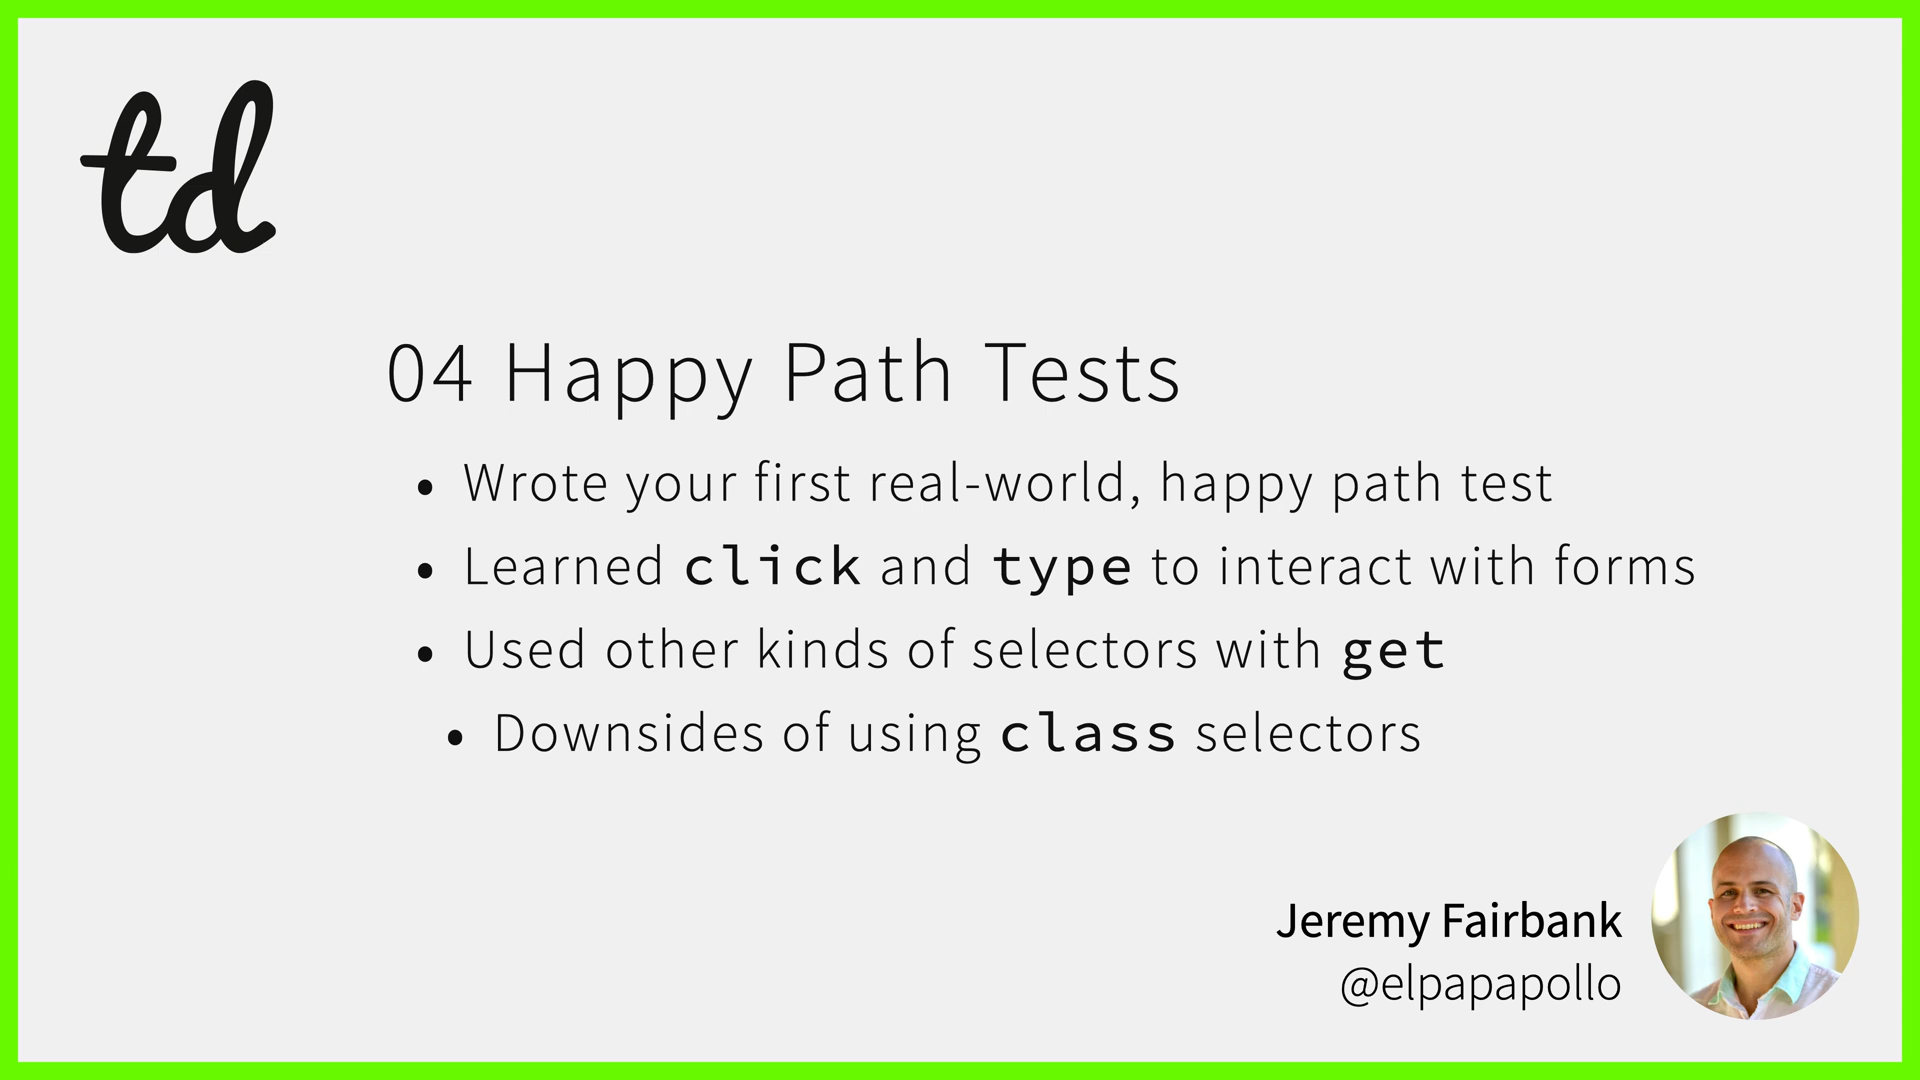 td
04 Happy Path Tests
• Wrote your first real-world, happy path test
• Learned click and type to interact with forms
• Used other kinds of selectors with get
• Downsides of using class selectors
Jeremy Fairbank
@elpapapollo